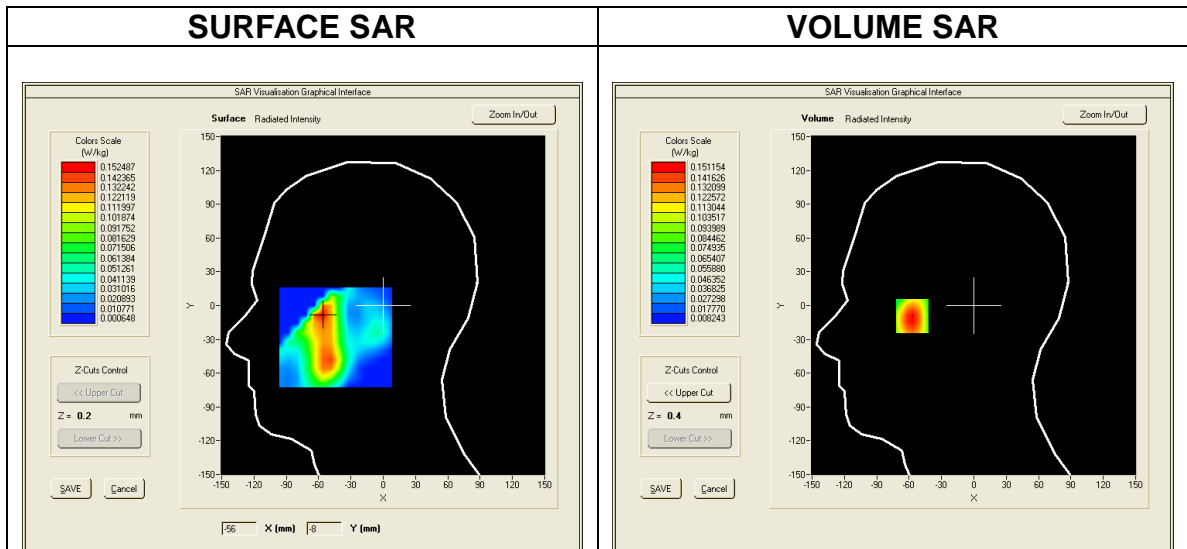 SURFACE SAR
VOLUME SAR
SAR Visualisation Graphical Interface
Surface Radiated Intensity
Zoom In/Out
Colors Scale
(W/kg)
0.152487
0.142365
0.132242
0.122119
0.111997
0.101874
0.091752
0.081629
0.071506
0.061384
0.051261
0.041139
0.031016
0.020893
0.010771
0.000648
150
120
90
60
30
0
-30
-60
-90
-120
-150
Y
-150 -120 -90 -60 -30 0 30 60 90 120 150
X
Z-Cuts Control
<< Upper Cut
Z = 0.2 mm
Lower Cut >>
SAVE Cancel
-56 X (mm) -8 Y (mm)
SAR Visualisation Graphical Interface
Volume Radiated Intensity
Zoom In/Out
Colors Scale
(W/kg)
0.151154
0.141626
0.132099
0.122572
0.113044
0.103517
0.093989
0.084462
0.074935
0.065407
0.055880
0.046352
0.036825
0.027298
0.017770
0.008243
150
120
90
60
30
0
-30
-60
-90
-120
-150
Y
-150 -120 -90 -60 -30 0 30 60 90 120 150
X
Z-Cuts Control
<< Upper Cut
Z = 0.4 mm
Lower Cut >>
SAVE Cancel